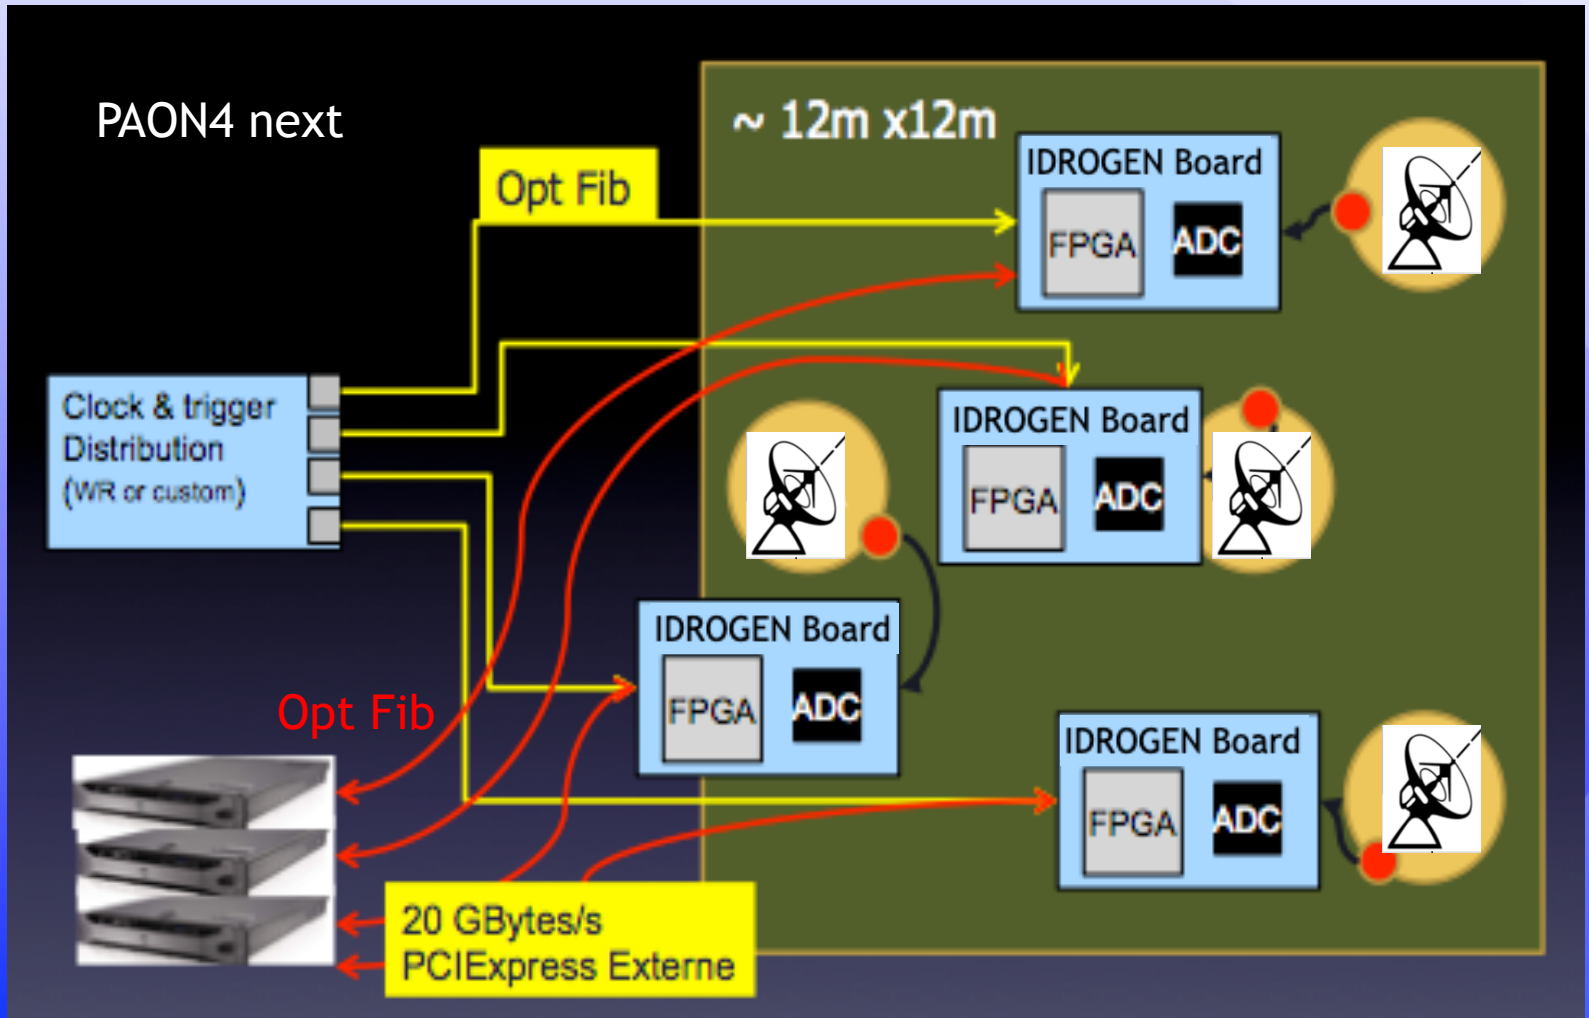 PAON4 next
~ 12m x12m
Opt Fib
IDROGEN Board
FPGA
ADC
Clock & trigger
Distribution
(WR or custom)
IDROGEN Board
FPGA
ADC
IDROGEN Board
FPGA
ADC
Opt Fib
IDROGEN Board
FPGA
ADC
20 GBytes/s
PCIExpress Externe